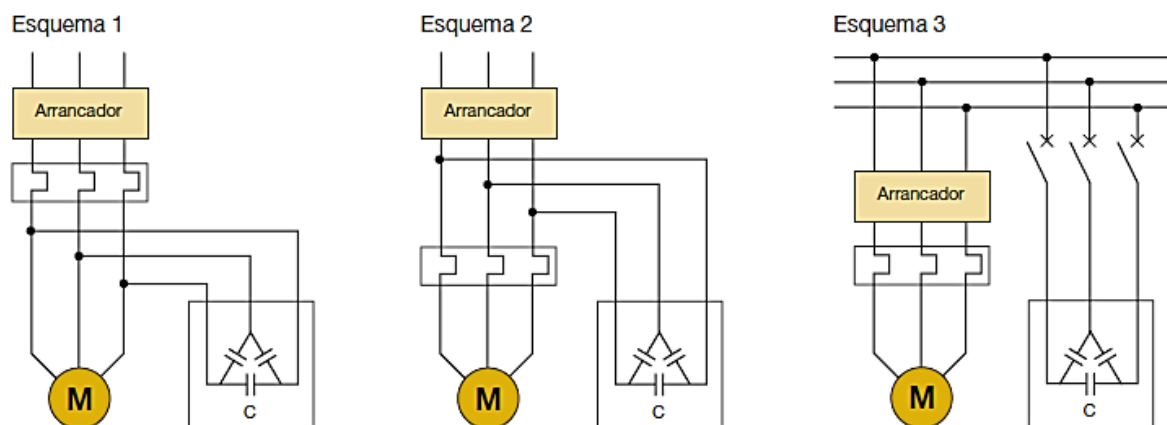 Esquema 1
Esquema 2
Esquema 3
Arrancador
Arrancador
Arrancador
M
C
M
C
M
C